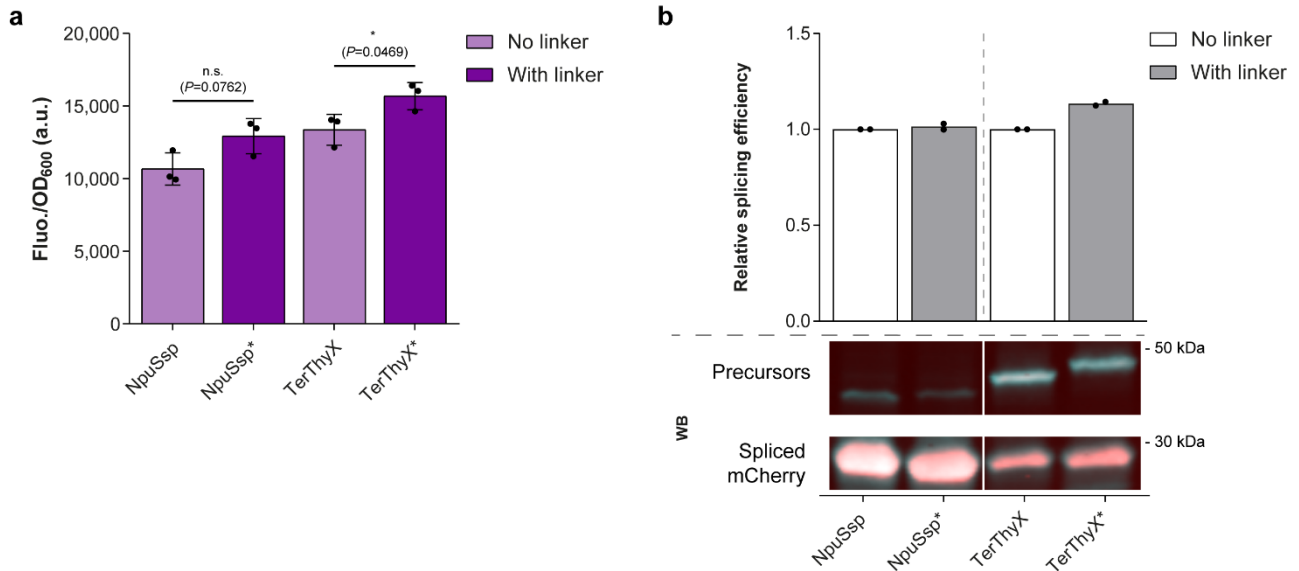 a
20,000
15,000
10,000
5,000
0
Fluo./OD600 (a.u.)
n.s.
(P=0.0762)
*
(P=0.0469)
No linker
With linker
NpuSsp
NpuSsp*
TerThyX
TerThyX*
b
1.5
1.0
0.5
0.0
Relative splicing efficiency
No linker
With linker
WB
Precursors
- 50 kDa
Spliced
mCherry
- 30 kDa
NpuSsp
NpuSsp*
TerThyX
TerThyX*